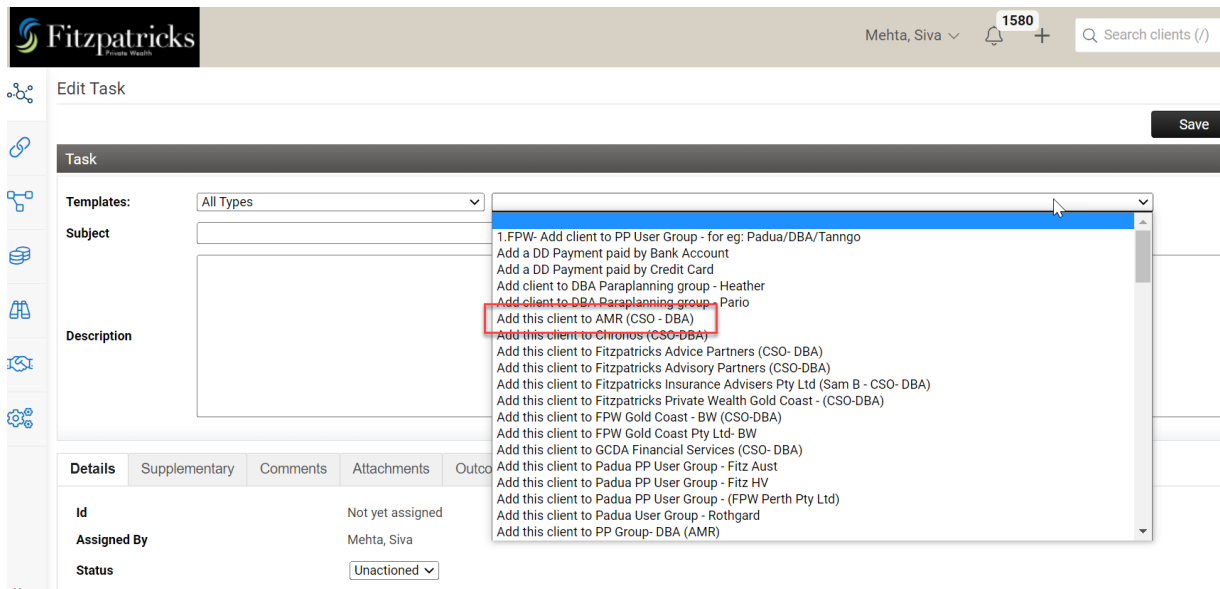 Fitzpatricks
Private Wealth
Mehta, Siva
1580
Search clients (/)
Edit Task
Save
Task
Templates:
All Types
Subject
1.FPW- Add client to PP User Group - for eg: Padua/DBA/Tanngo
Add a DD Payment paid by Bank Account
Add a DD Payment paid by Credit Card
Add client to DBA Paraplanning group - Heather
Add client to DBA Paraplanning group - Pario
Add this client to AMR (CSO - DBA)
Add this client to Chronos (CSO-DBA)
Add this client to Fitzpatricks Advice Partners (CSO- DBA)
Add this client to Fitzpatricks Advisory Partners (CSO-DBA)
Add this client to Fitzpatricks Insurance Advisers Pty Ltd (Sam B - CSO- DBA)
Add this client to Fitzpatricks Private Wealth Gold Coast - (CSO-DBA)
Add this client to FPW Gold Coast - BW (CSO-DBA)
Add this client to FPW Gold Coast Pty Ltd- BW
Add this client to GCDA Financial Services (CSO- DBA)
Add this client to Padua PP User Group - Fitz Aust
Add this client to Padua PP User Group - Fitz HV
Add this client to Padua PP User Group - (FPW Perth Pty Ltd)
Add this client to Padua User Group - Rothgard
Add this client to PP Group- DBA (AMR)
Description
Details Supplementary Comments Attachments Outco
Id Not yet assigned
Assigned By Mehta, Siva
Status Unactioned